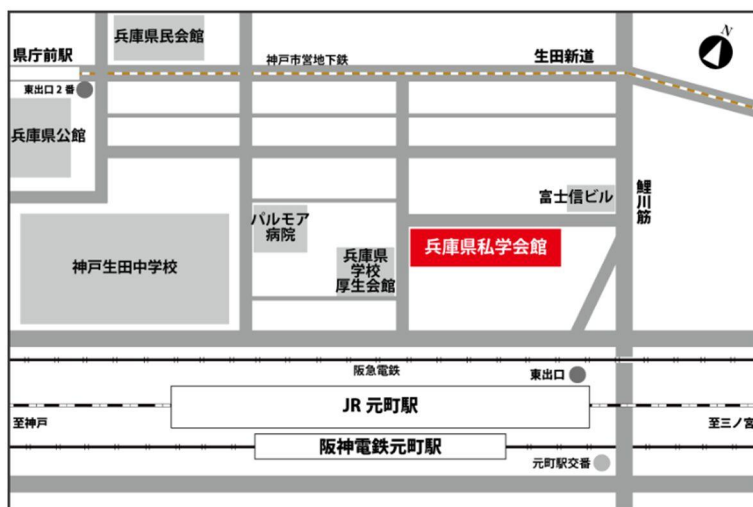 兵庫県民会館
N
県庁前駅
神戸市営地下鉄
生田新道
東出口2番
兵庫県公館
富士信ビル
鯉川筋
パルモア
病院
兵庫県私学会館
神戸生田中学校
兵庫県
学校
厚生会館
阪急電鉄
東出口
JR 元町駅
至神戸
至三ノ宮
阪神電鉄元町駅
元町駅交番